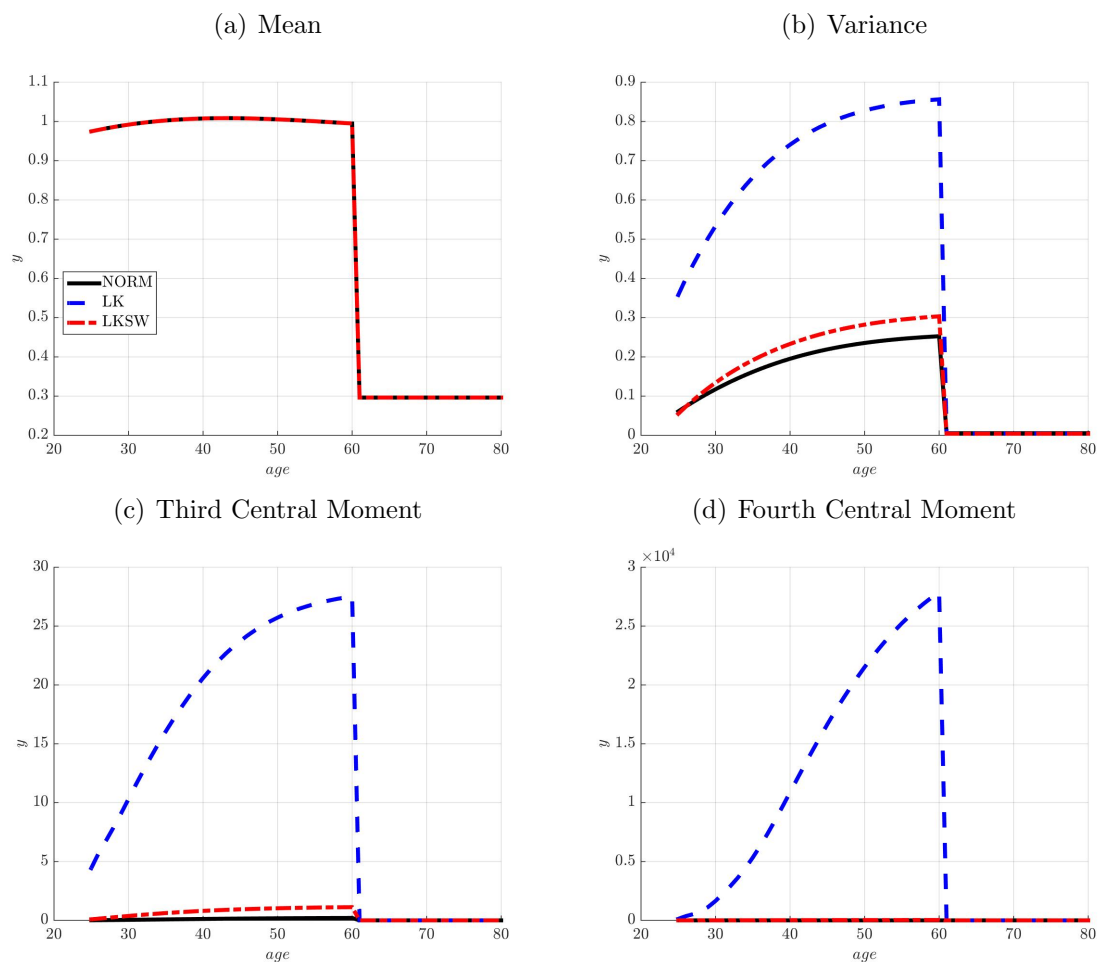 (a) Mean
1.1
1
0.9
0.8
0.7
0.6
0.5
0.4
0.3
0.2
y
NORM
LK
LKSW
20 30 40 50 60 70 80
age
(b) Variance
0.9
0.8
0.7
0.6
0.5
0.4
0.3
0.2
0.1
0
y
20 30 40 50 60 70 80
age
(c) Third Central Moment
30
25
20
15
10
5
0
y
20 30 40 50 60 70 80
age
(d) Fourth Central Moment
×10⁴
3
2.5
2
1.5
1
0.5
0
y
20 30 40 50 60 70 80
age